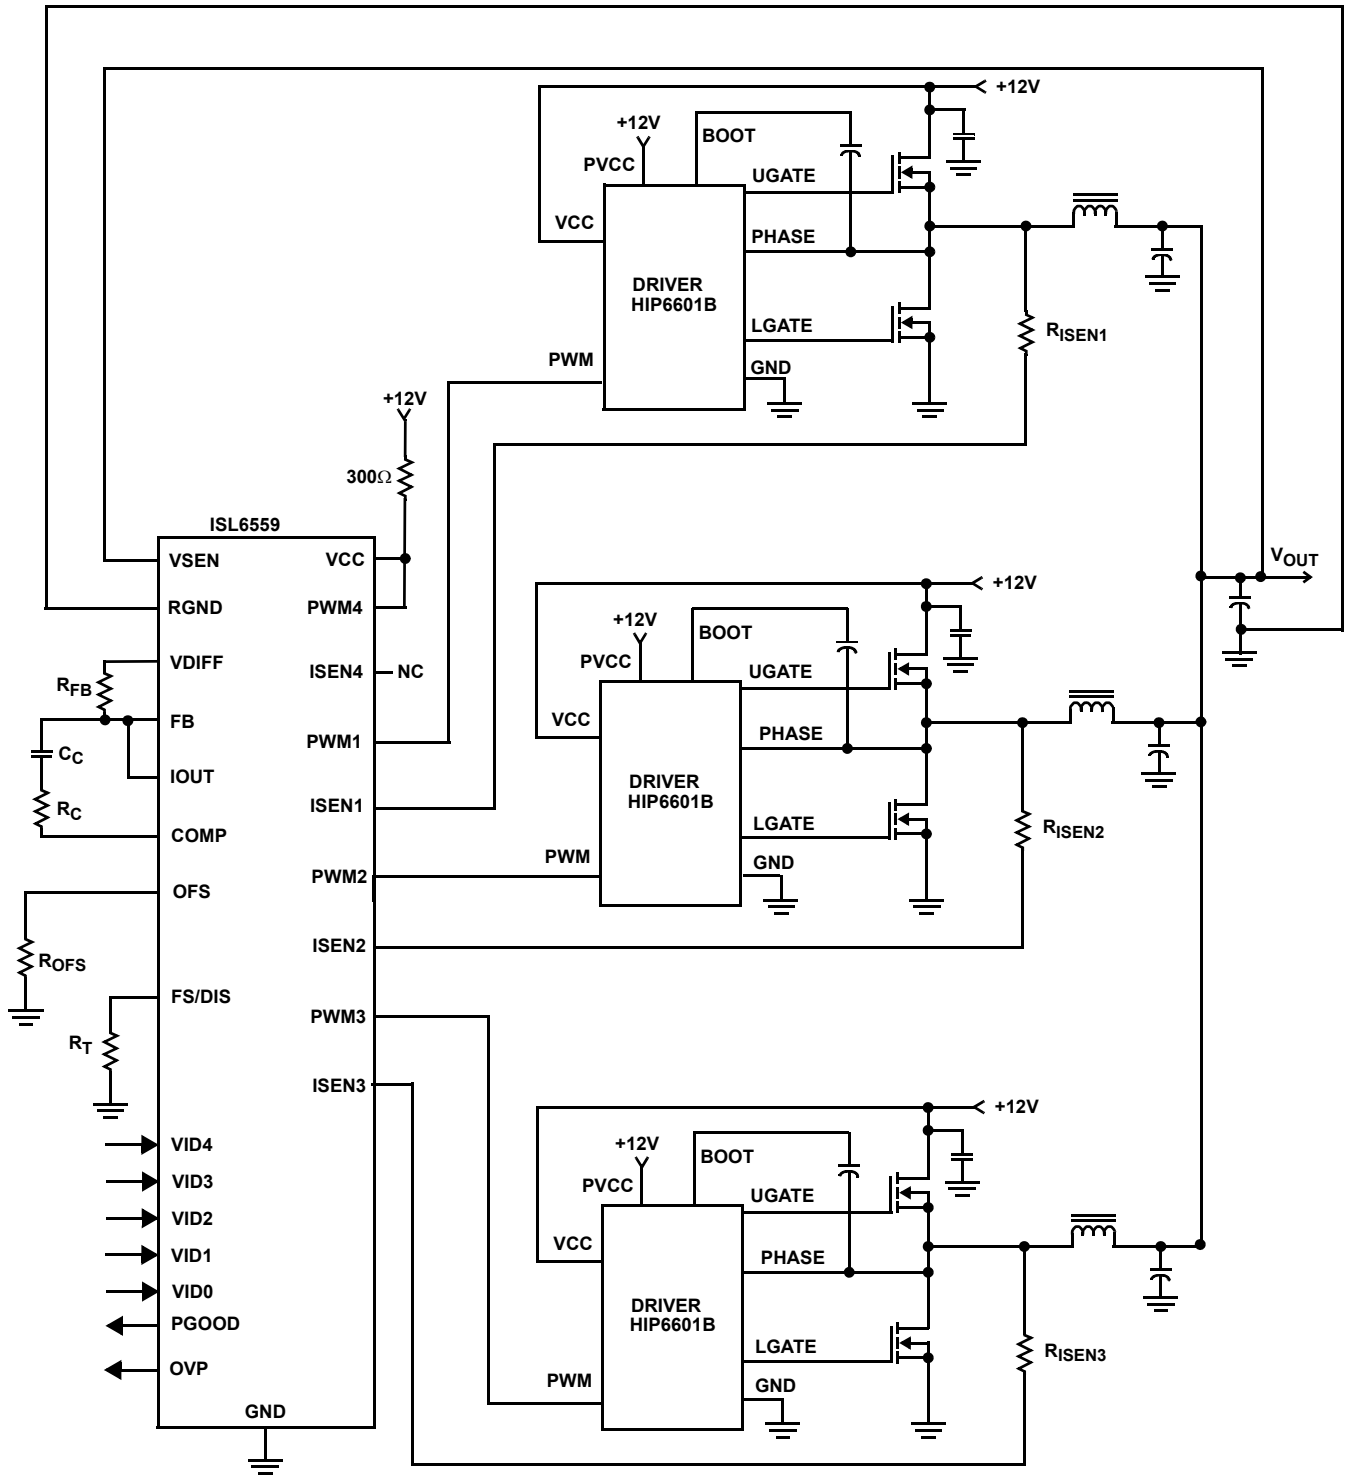 +12V
+12V
BOOT
PVCC
UGATE
VCC
PHASE
DRIVER
HIP6601B
LGATE
RISEN1
PWM
GND
+12V
300Ω
ISL6559
VSEN
VCC
RGND
PWM4
VDIFF
ISEN4
NC
RFB
FB
PWM1
CC
IOUT
ISEN1
RC
COMP
PWM2
OFS
ISEN2
ROFS
FS/DIS
PWM3
RT
ISEN3
VID4
VID3
VID2
VID1
VID0
PGOOD
OVP
GND
VOUT
+12V
+12V
BOOT
PVCC
UGATE
VCC
PHASE
DRIVER
HIP6601B
LGATE
RISEN2
PWM
GND
+12V
+12V
BOOT
PVCC
UGATE
VCC
PHASE
DRIVER
HIP6601B
LGATE
RISEN3
PWM
GND